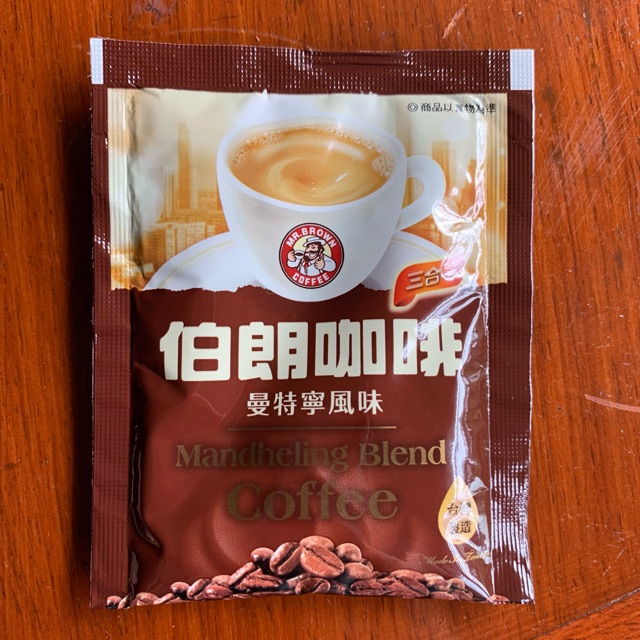 ◎商品以實物為準
MR.BROWN
COFFEE
三合一
伯朗咖啡
曼特寧風味
Mandheling Blend
Coffee
台灣
製造